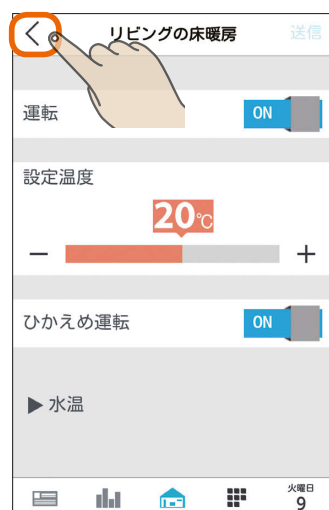 リビングの床暖房 送信
運転 ON
設定温度
20℃
− +
ひかえめ運転 ON
▶ 水温
火曜日
9